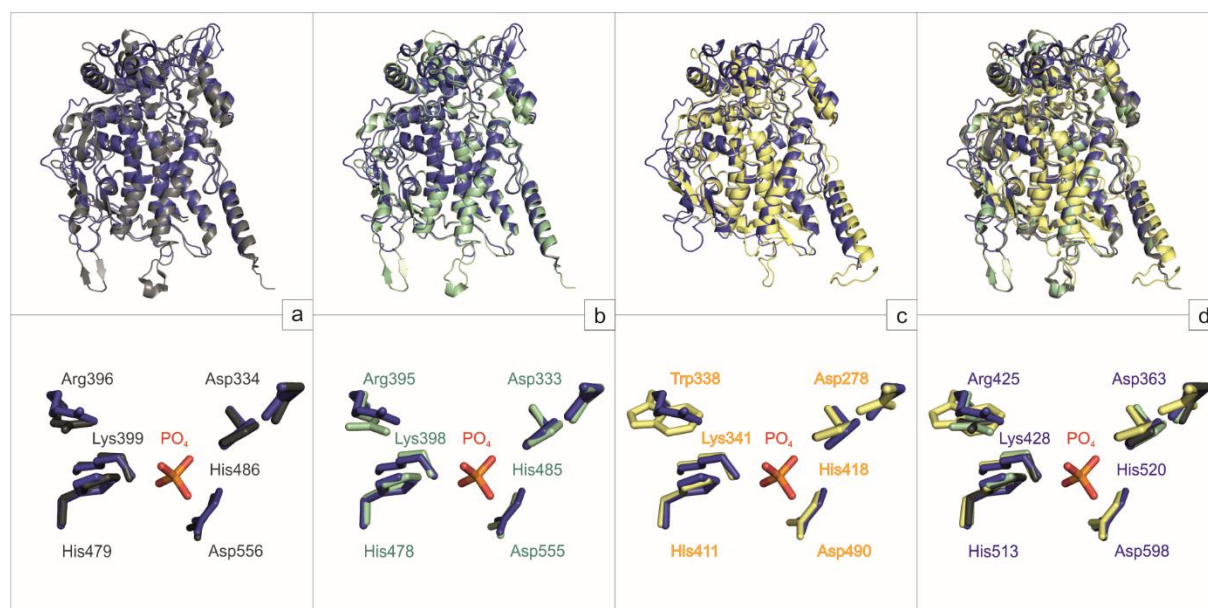 a
b
c
d
Arg396 Asp334
Lys399 PO4
His486
His479 Asp556
Arg395 Asp333
Lys398 PO4
His485
His478 Asp555
Trp338 Asp278
Lys341 PO4
His418
His411 Asp490
Arg425 Asp363
Lys428 PO4
His520
His513 Asp598